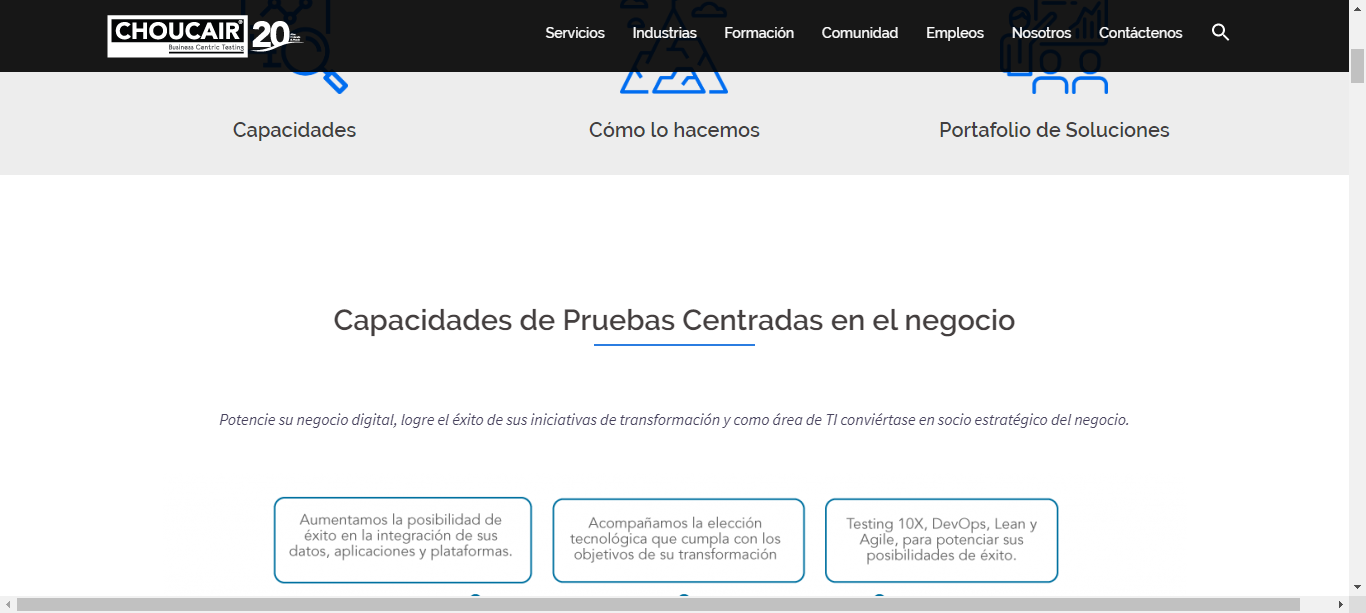 CHOUCAIR®
Business Centric Testing
20
Servicios
Industrias
Formación
Comunidad
Empleos
Nosotros
Contáctenos
Capacidades
Cómo lo hacemos
Portafolio de Soluciones
Capacidades de Pruebas Centradas en el negocio
Potencie su negocio digital, logre el éxito de sus iniciativas de transformación y como área de TI conviértase en socio estratégico del negocio.
Aumentamos la posibilidad de
éxito en la integración de sus
datos, aplicaciones y plataformas.
Acompañamos la elección
tecnológica que cumpla con los
objetivos de su transformación
Testing 10X, DevOps, Lean y
Agile, para potenciar sus
posibilidades de éxito.